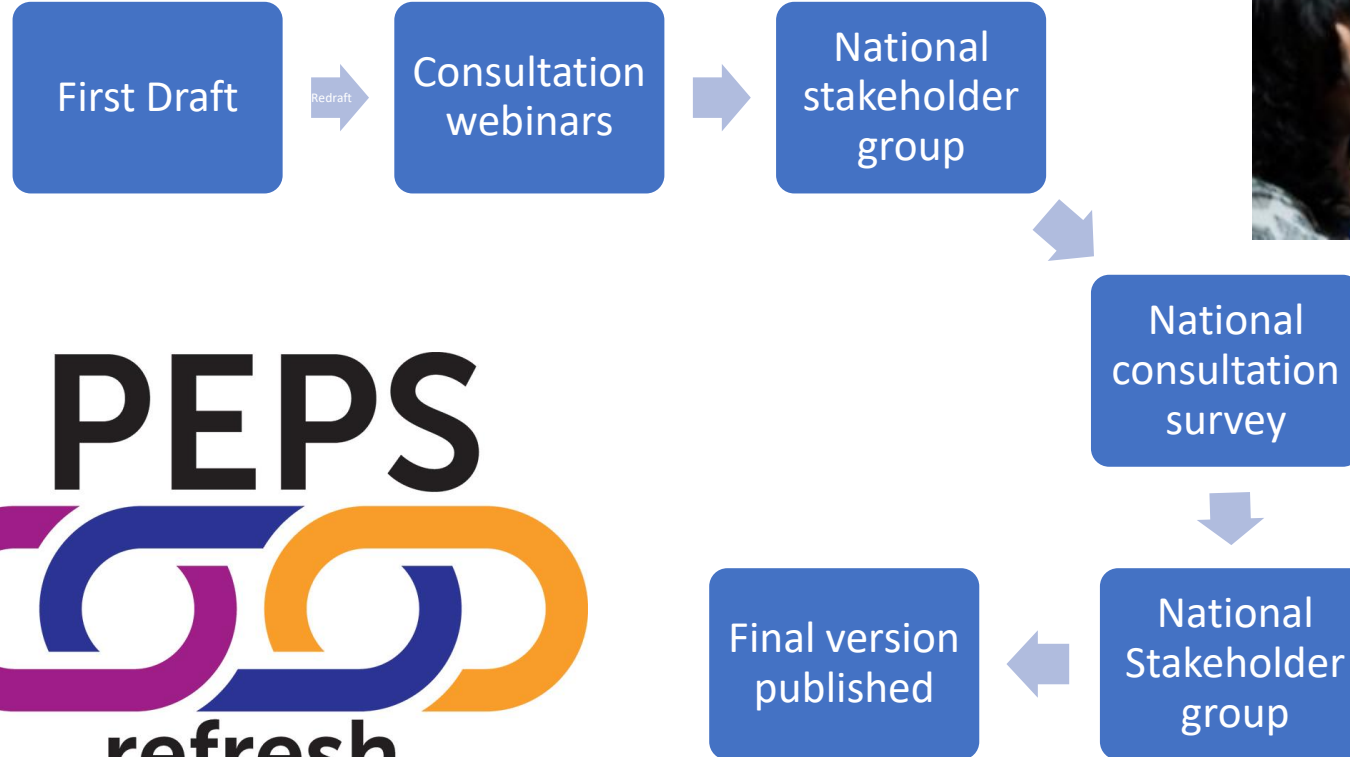 First Draft
Redraft
Consultation
webinars
National
stakeholder
group
National
consultation
survey
National
Stakeholder
group
Final version
published
PEPS
refresh